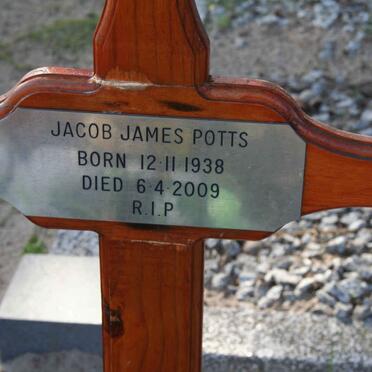 JACOB JAMES POTTS
BORN 12·11 1938
DIED 6·4·2009
R.I.P